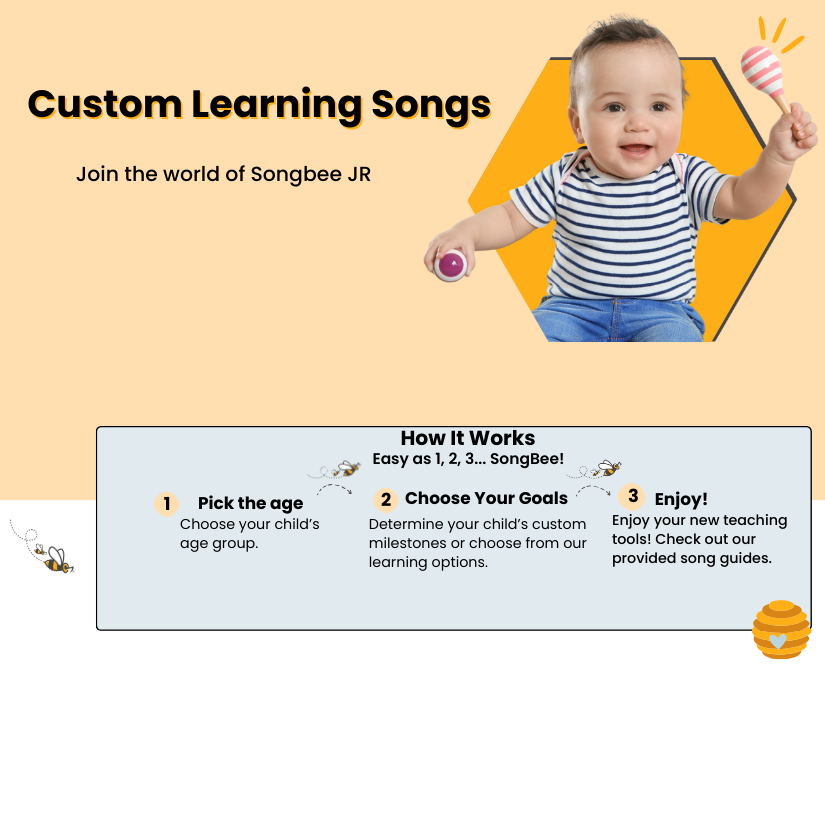 Custom Learning Songs
Join the world of Songbee JR
How It Works
Easy as 1, 2, 3... SongBee!
1
Pick the age
Choose your child's
age group.
2
Choose Your Goals
Determine your child's custom
milestones or choose from our
learning options.
3
Enjoy!
Enjoy your new teaching
tools! Check out our
provided song guides.